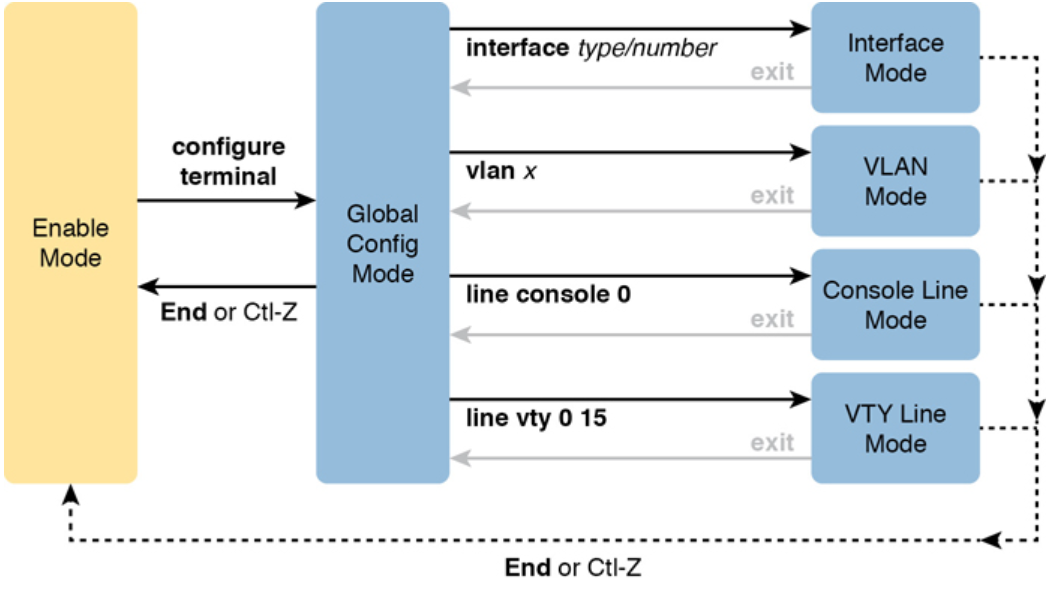 Enable
Mode
configure
terminal
End or Ctl-Z
Global
Config
Mode
interface type/number
exit
Interface
Mode
vlan x
exit
VLAN
Mode
line console 0
exit
Console Line
Mode
line vty 0 15
exit
VTY Line
Mode
End or Ctl-Z